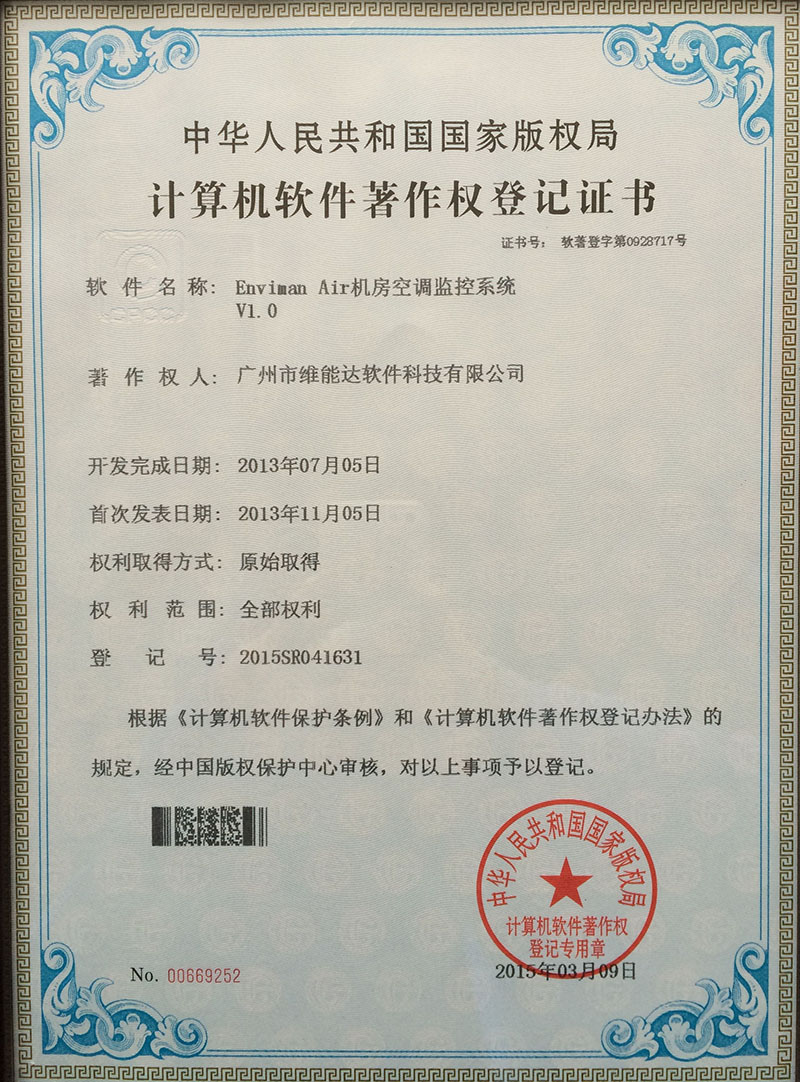 中华人民共和国国家版权局
计算机软件著作权登记证书
证书号： 软著登字第0928717号
软件名称： Enviman Air机房空调监控系统
V1.0
著作权人： 广州市维能达软件科技有限公司
开发完成日期： 2013年07月05日
首次发表日期： 2013年11月05日
权利取得方式： 原始取得
权利范围： 全部权利
登记号： 2015SR041631
根据《计算机软件保护条例》和《计算机软件著作权登记办法》的
规定，经中国版权保护中心审核，对以上事项予以登记。
中华人民共和国国家版权局
计算机软件著作权
登记专用章
No. 00669252
2015年03月09日